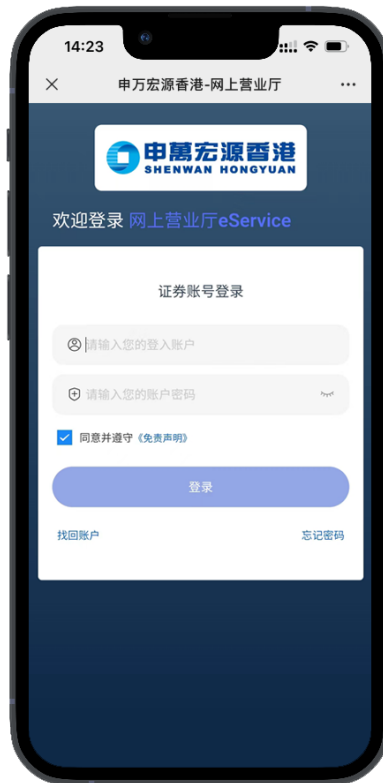 14:23
申万宏源香港-网上营业厅
申萬宏源香港
SHENWAN HONGYUAN
欢迎登录 网上营业厅eService
证券账号登录
请输入您的登入账户
请输入您的账户密码
同意并遵守《免责声明》
登录
找回账户 忘记密码